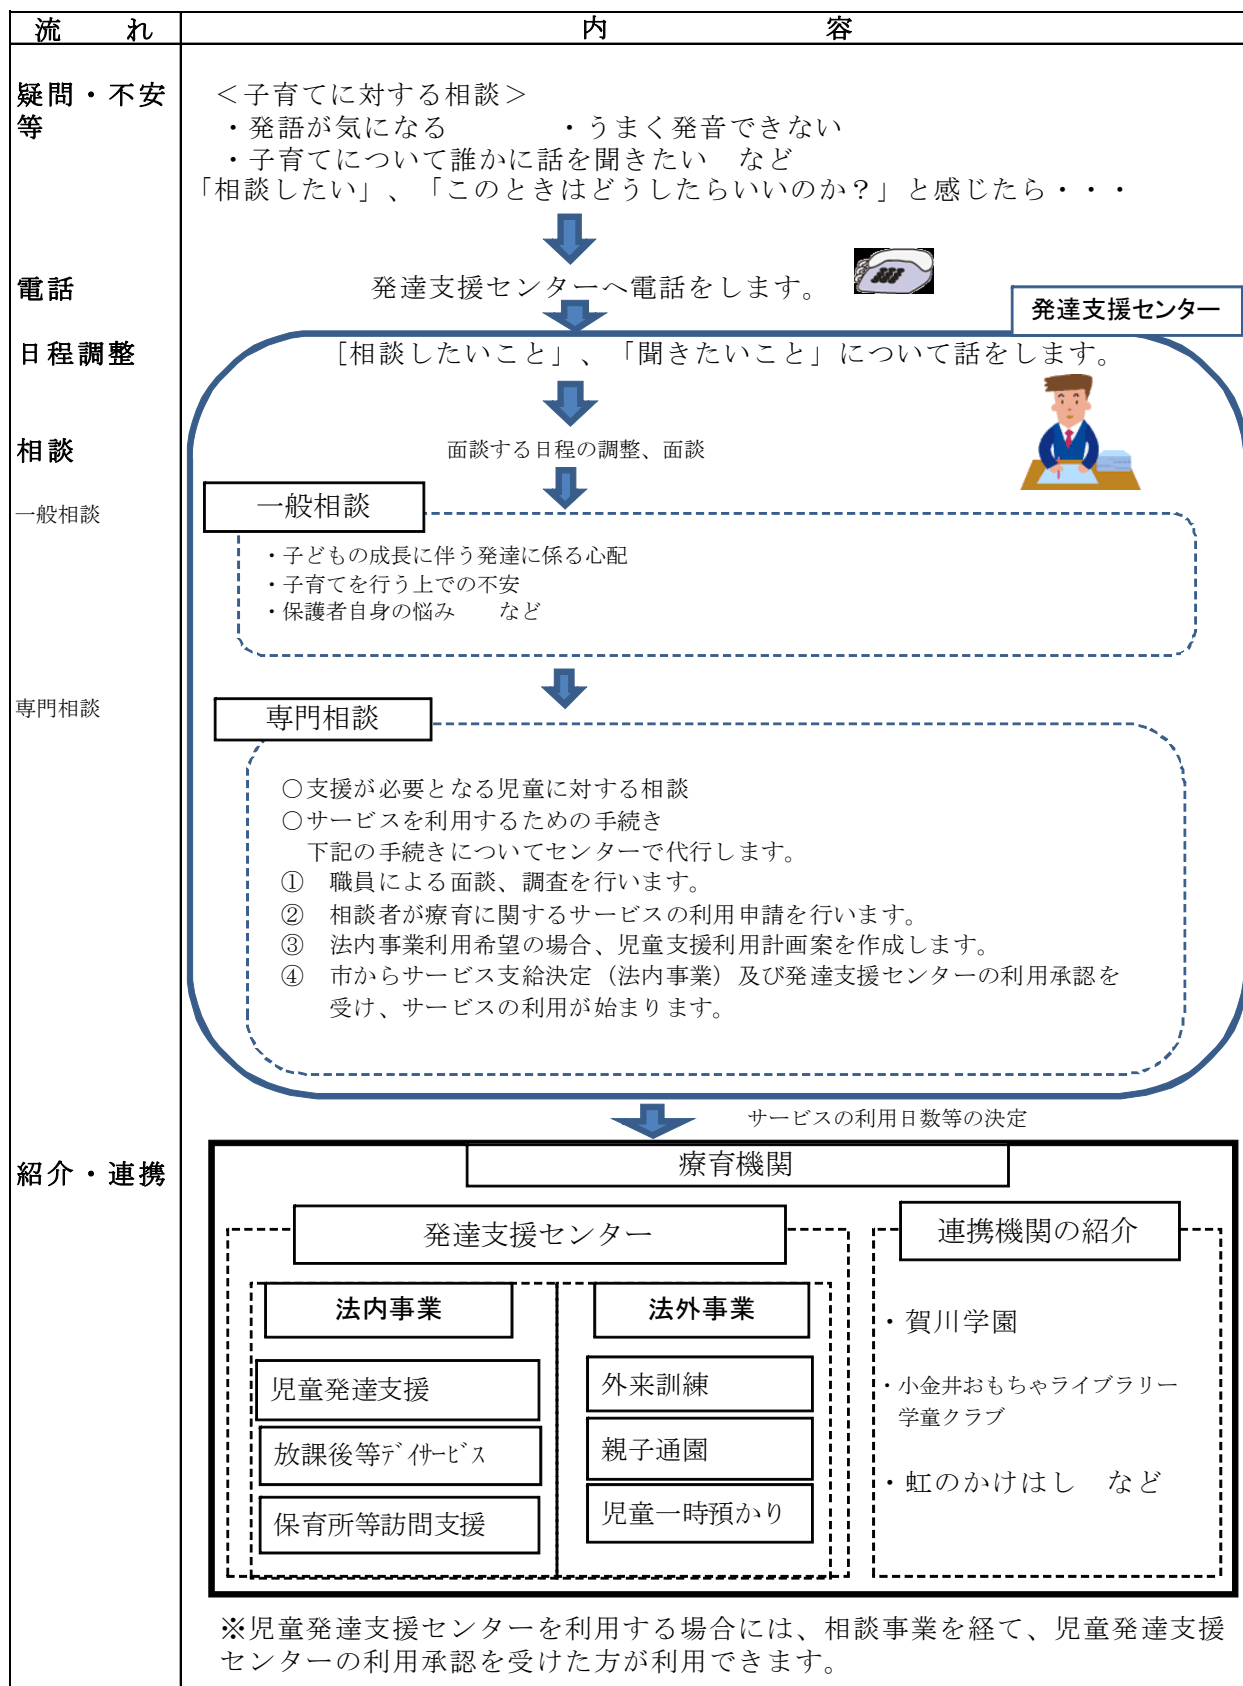 流　れ　内　容
疑問・不安
等
＜子育てに対する相談＞
・発語が気になる　・うまく発音できない
・子育てについて誰かに話を聞きたい　など
「相談したい」、「このときはどうしたらいいのか？」と感じたら・・・
電話
発達支援センターへ電話をします。
発達支援センター
日程調整
［相談したいこと」、「聞きたいこと」について話をします。
相談
面談する日程の調整、面談
一般相談
一般相談
・子どもの成長に伴う発達に係る心配
・子育てを行う上での不安
・保護者自身の悩み　など
専門相談
専門相談
○支援が必要となる児童に対する相談
○サービスを利用するための手続き
下記の手続きについてセンターで代行します。
①　職員による面談、調査を行います。
②　相談者が療育に関するサービスの利用申請を行います。
③　法内事業利用希望の場合、児童支援利用計画案を作成します。
④　市からサービス支給決定（法内事業）及び発達支援センターの利用承認を
受け、サービスの利用が始まります。
サービスの利用日数等の決定
紹介・連携
療育機関
発達支援センター
法内事業
児童発達支援
放課後等ﾃﾞｲｻｰﾋﾞｽ
保育所等訪問支援
法外事業
外来訓練
親子通園
児童一時預かり
連携機関の紹介
・賀川学園
・小金井おもちゃライブラリー
学童クラブ
・虹のかけはし　など
※児童発達支援センターを利用する場合には、相談事業を経て、児童発達支援
センターの利用承認を受けた方が利用できます。